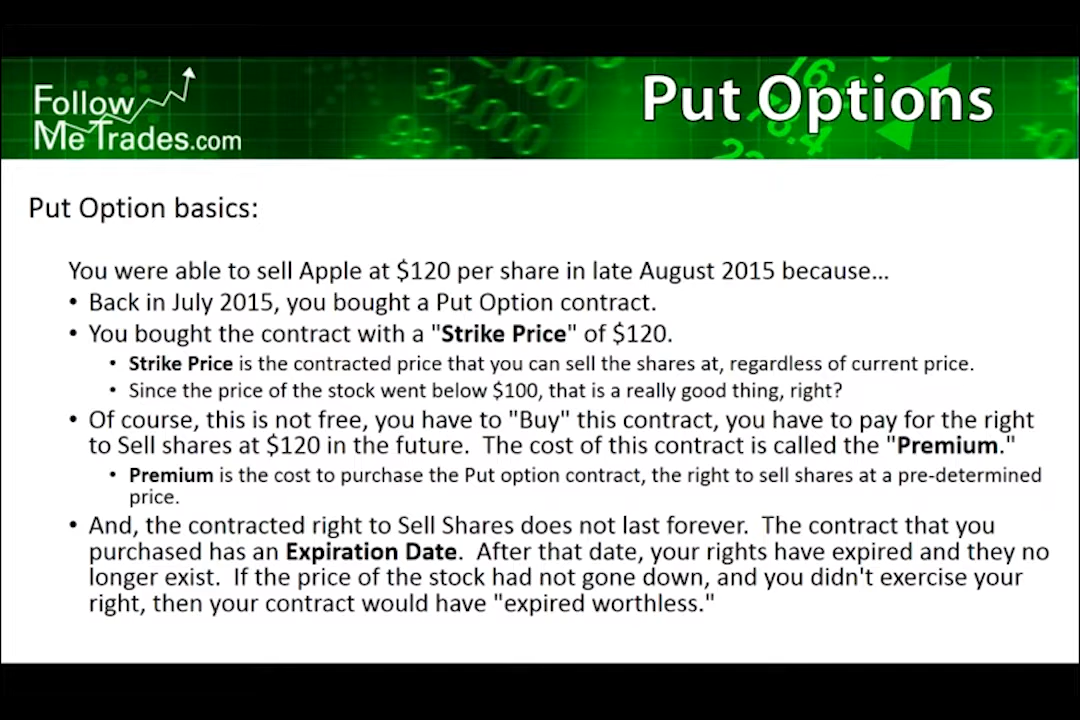 Follow
Me Trades.com
Put Options
Put Option basics:
You were able to sell Apple at $120 per share in late August 2015 because...
• Back in July 2015, you bought a Put Option contract.
• You bought the contract with a "Strike Price" of $120.
• Strike Price is the contracted price that you can sell the shares at, regardless of current price.
• Since the price of the stock went below $100, that is a really good thing, right?
• Of course, this is not free, you have to "Buy" this contract, you have to pay for the right
to Sell shares at $120 in the future.  The cost of this contract is called the "Premium."
• Premium is the cost to purchase the Put option contract, the right to sell shares at a pre-determined
price.
• And, the contracted right to Sell Shares does not last forever.  The contract that you
purchased has an Expiration Date.  After that date, your rights have expired and they no
longer exist.  If the price of the stock had not gone down, and you didn't exercise your
right, then your contract would have "expired worthless."